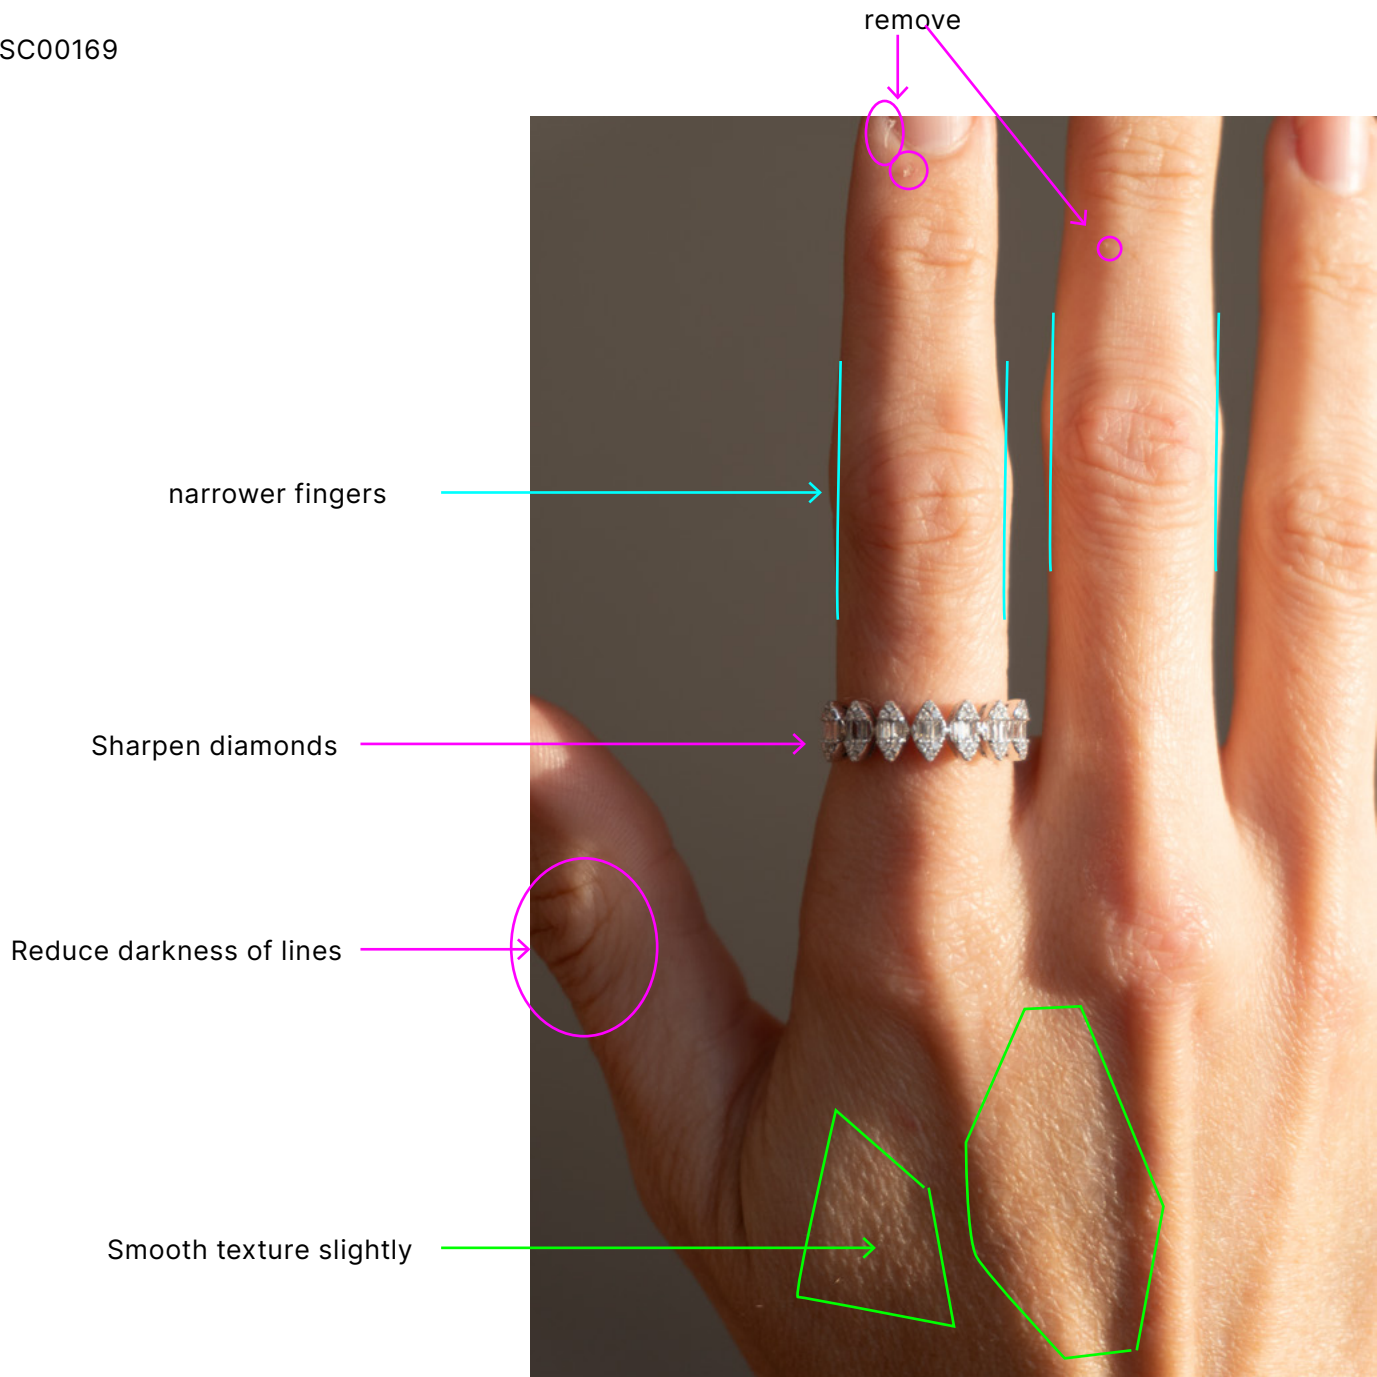 remove
SC00169
narrower fingers
Sharpen diamonds
Reduce darkness of lines
Smooth texture slightly